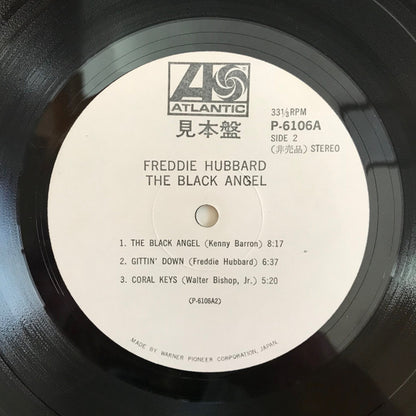 ATLANTIC
見本盤
33⅓RPM
P-6106A
SIDE 2
(非売品) STEREO
FREDDIE HUBBARD
THE BLACK ANGEL
1. THE BLACK ANGEL (Kenny Barron) 8:17
2. GITTIN' DOWN (Freddie Hubbard) 6:37
3. CORAL KEYS (Walter Bishop, Jr.) 5:20
(P-6106A2)
MADE BY WARNER PIONEER CORPORATION, JAPAN